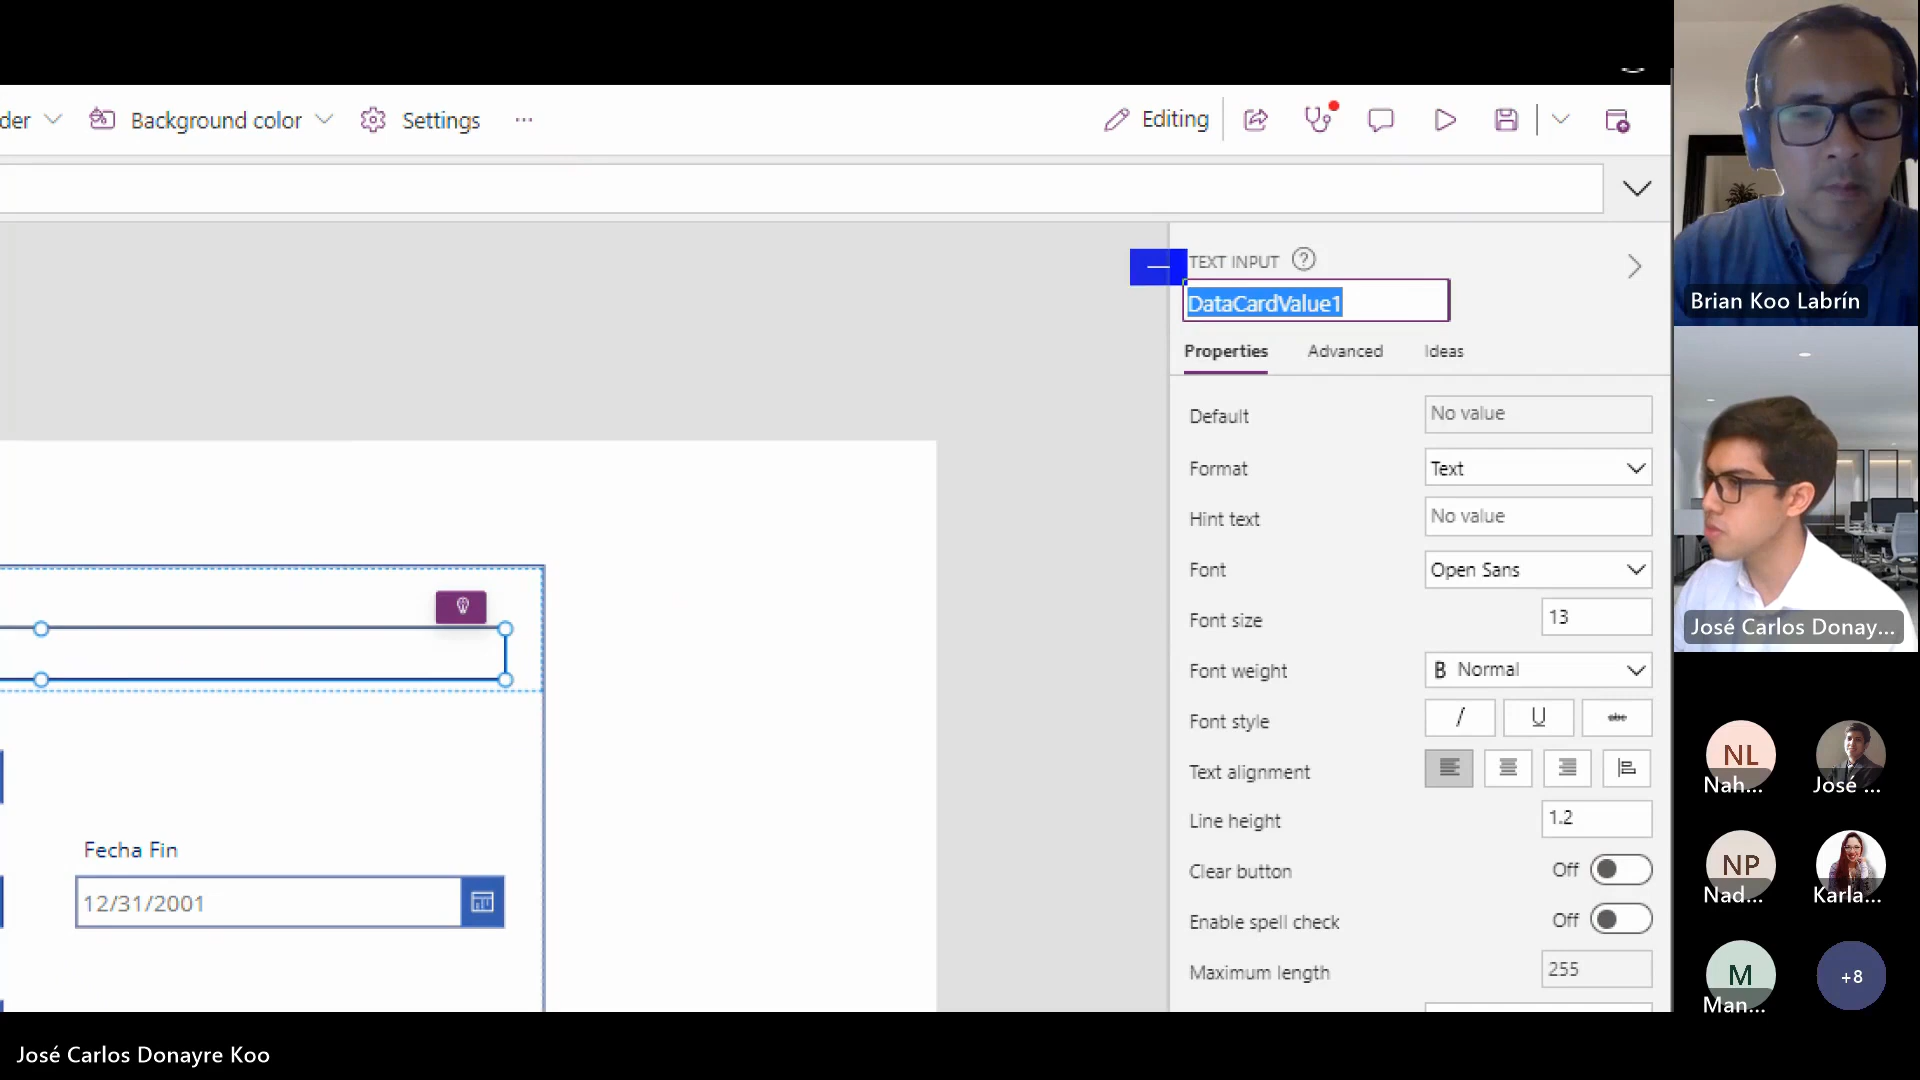 der
Background color
Settings
...
Editing
TEXT INPUT ?
DataCardValue1
Properties
Advanced
Ideas
Default
No value
Format
Text
Hint text
No value
Font
Open Sans
Font size
13
Font weight
B Normal
Font style
/
U
abc
Text alignment
Line height
1.2
Clear button
Off
Enable spell check
Off
Maximum length
255
Fecha Fin
12/31/2001
Brian Koo Labrín
José Carlos Donay...
NL
Nah...
José ...
NP
Nad...
Karla...
M
Man...
+8
José Carlos Donayre Koo